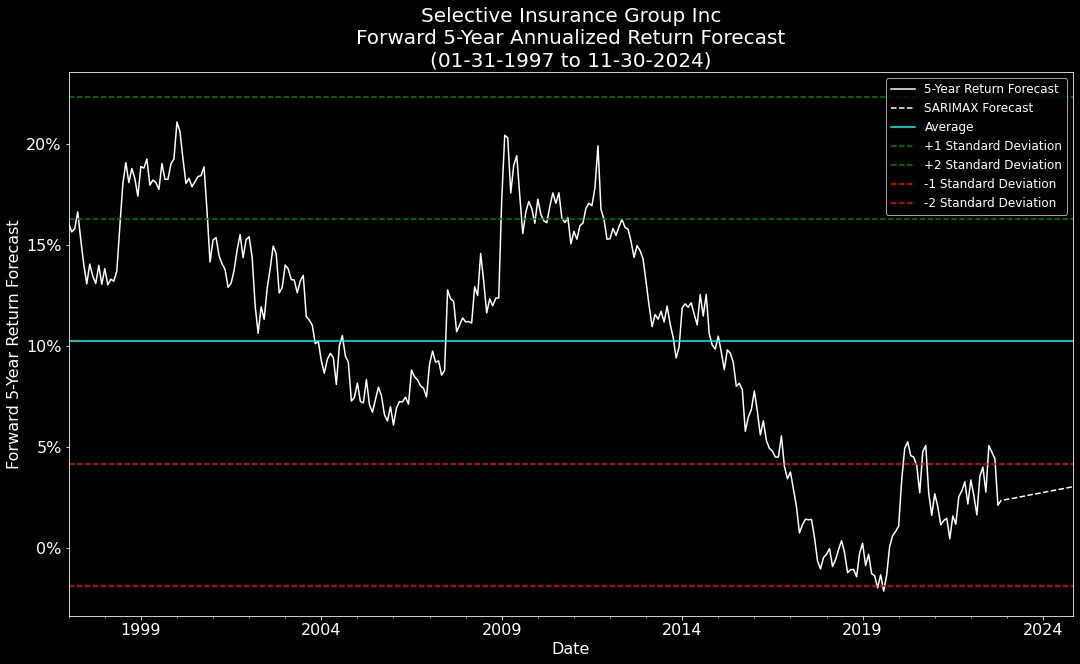 Selective Insurance Group Inc
Forward 5-Year Annualized Return Forecast
(01-31-1997 to 11-30-2024)
5-Year Return Forecast
SARIMAX Forecast
Average
+1 Standard Deviation
+2 Standard Deviation
-1 Standard Deviation
-2 Standard Deviation
Forward 5-Year Return Forecast
20%
15%
10%
5%
0%
1999
2004
2009
2014
2019
2024
Date